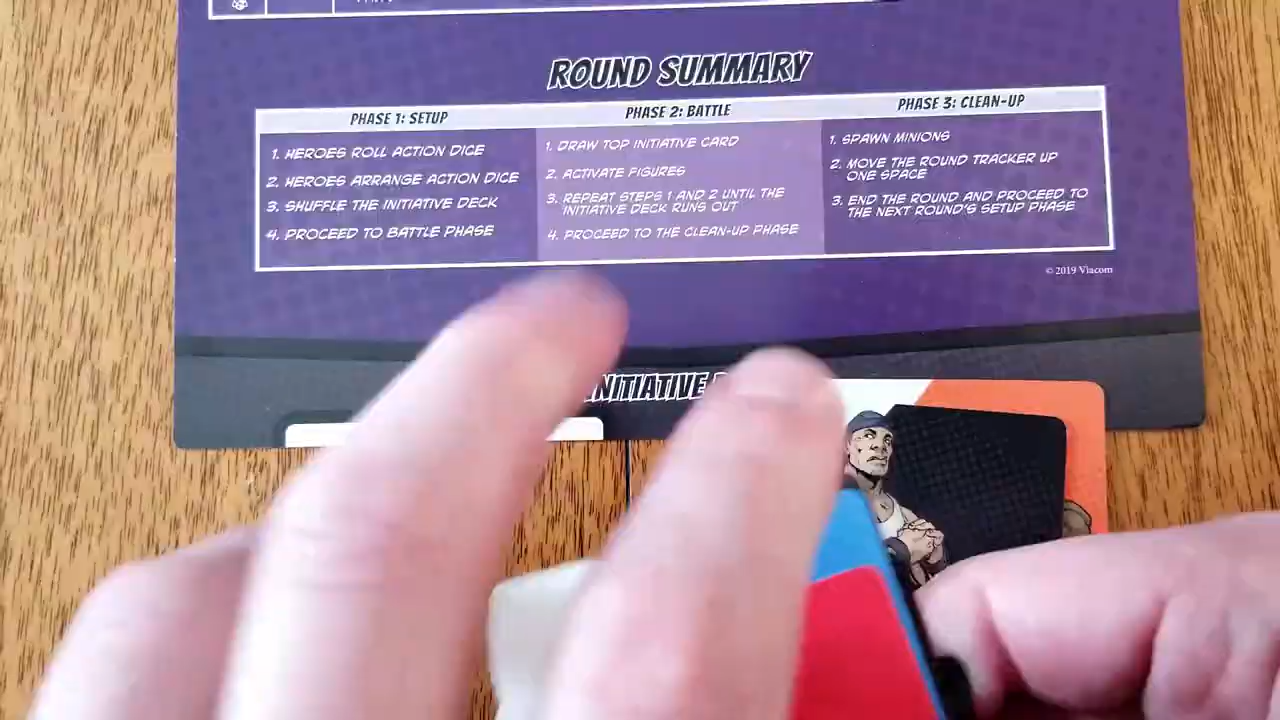 ROUND SUMMARY
PHASE 1: SETUP
1. HEROES ROLL ACTION DICE
2. HEROES ARRANGE ACTION DICE
3. SHUFFLE THE INITIATIVE DECK
4. PROCEED TO BATTLE PHASE
PHASE 2: BATTLE
1. DRAW TOP INITIATIVE CARD
2. ACTIVATE FIGURES
3. REPEAT STEPS 1 AND 2 UNTIL THE
INITIATIVE DECK RUNS OUT
4. PROCEED TO THE CLEAN-UP PHASE
PHASE 3: CLEAN-UP
1. SPAWN MINIONS
2. MOVE THE ROUND TRACKER UP
ONE SPACE
3. END THE ROUND AND PROCEED TO
THE NEXT ROUND'S SETUP PHASE
© 2019 Viacom
INITIATIVE